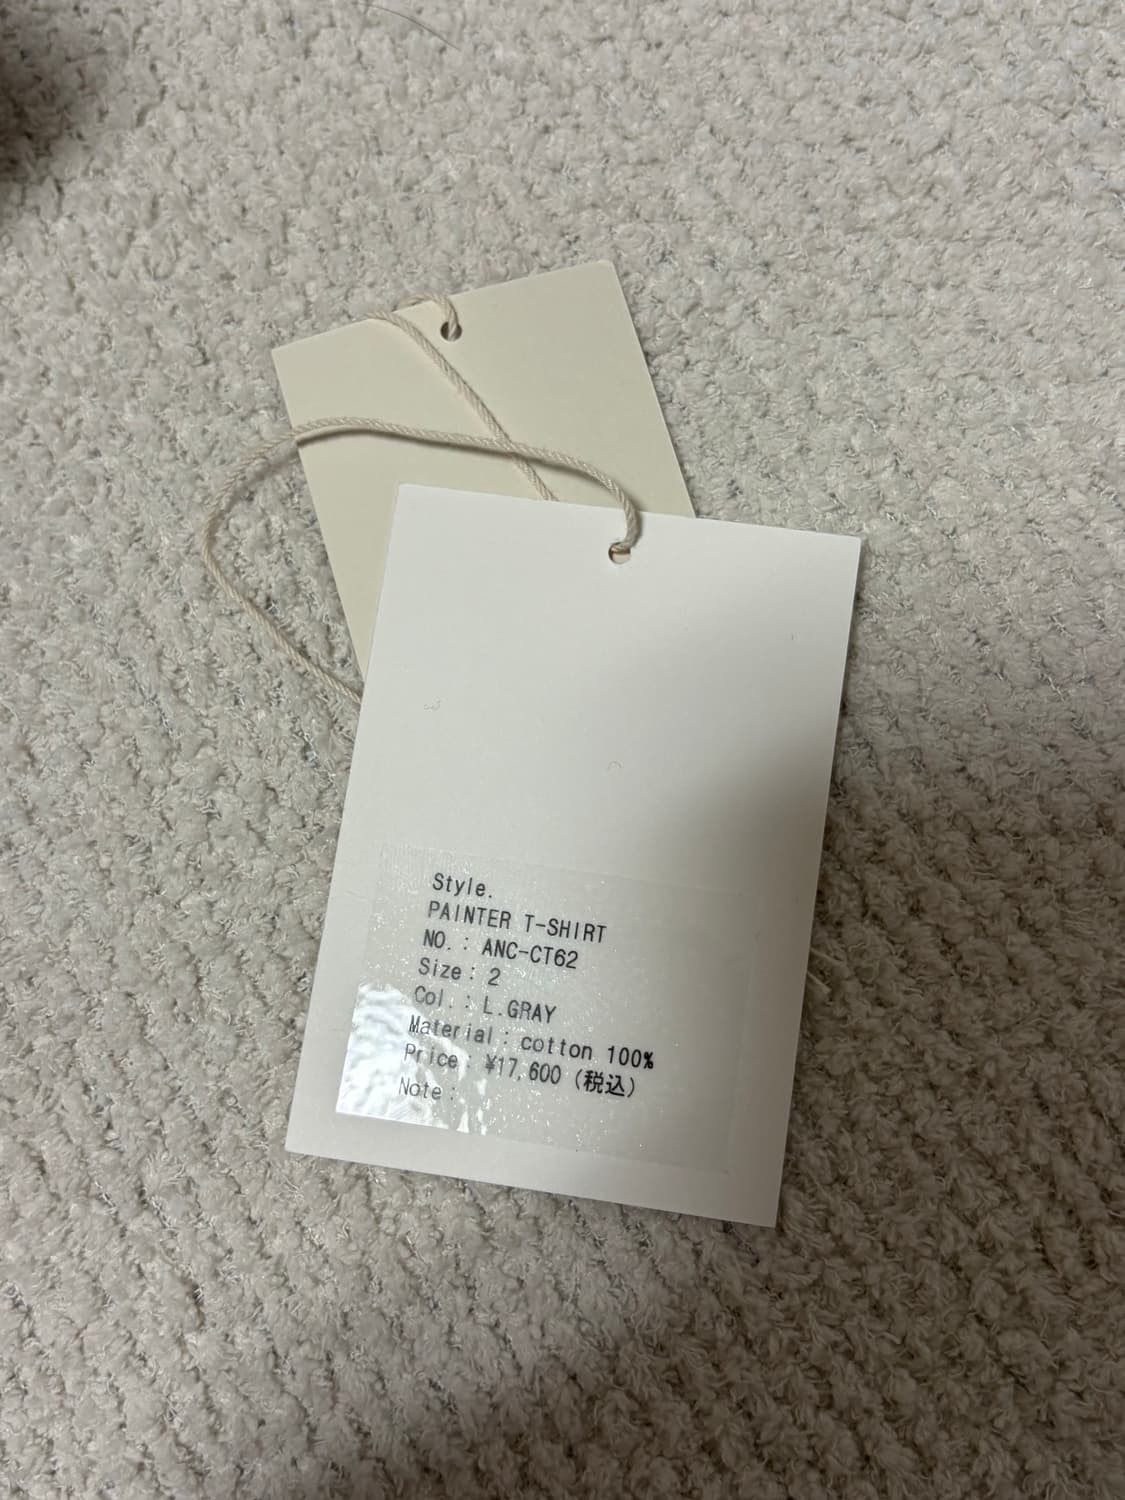 Style.
PAINTER T-SHIRT
NO.: ANC-CT62
Size: 2
Col.: L.GRAY
Material: cotton 100%
Price: ¥17,600 (税込)
Note: